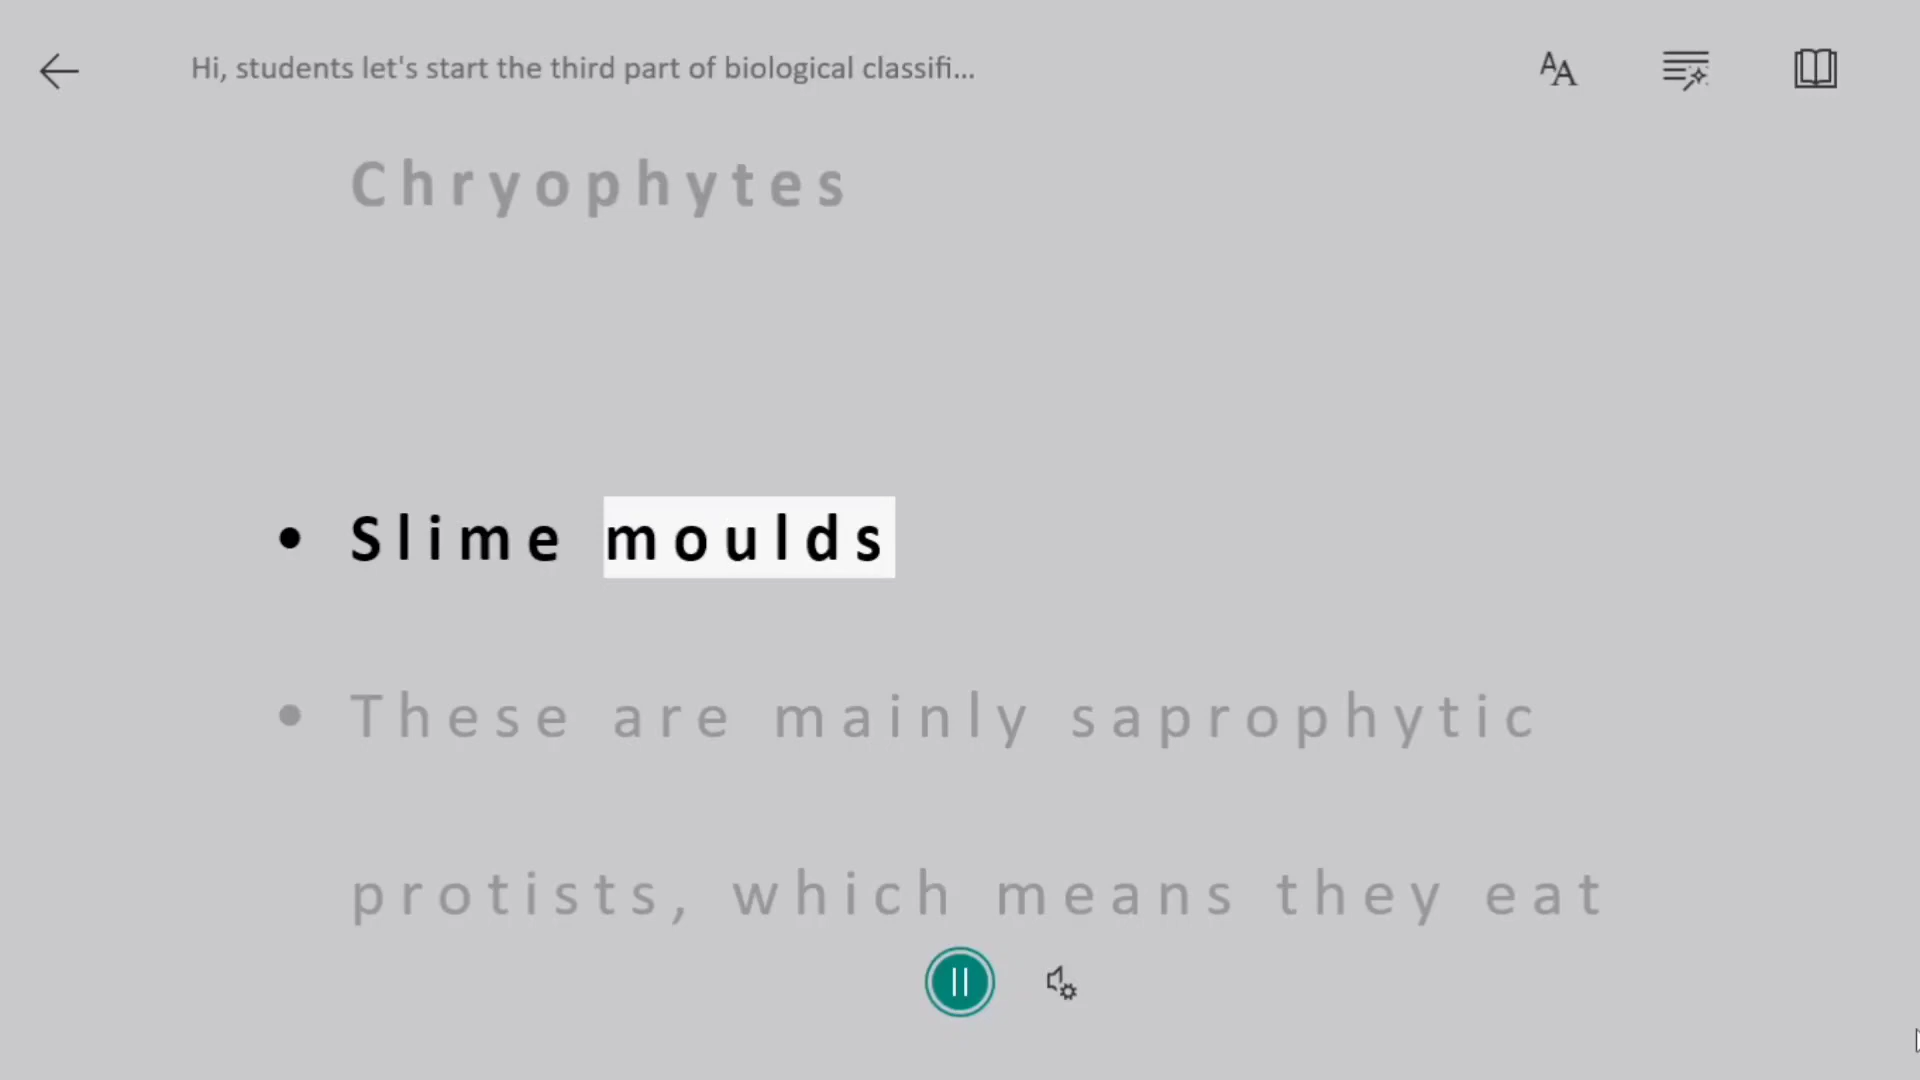 Hi, students let's start the third part of biological classifi...
Chryophytes
• Slime moulds
• These are mainly saprophytic
protists, which means they eat